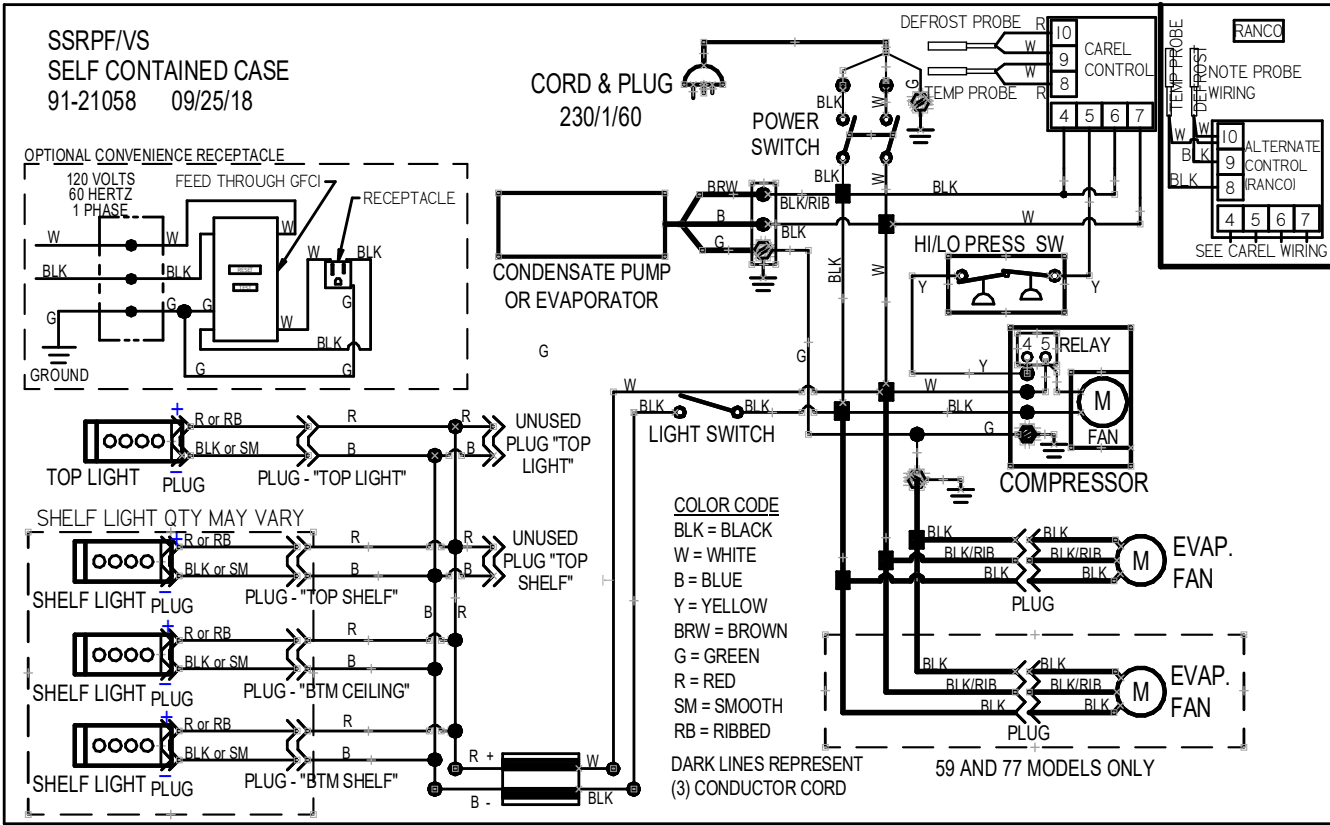 SSRPF/VS
SELF CONTAINED CASE
91-21058 09/25/18
CORD & PLUG
230/1/60
DEFROST PROBE
R
W
W
TEMP PROBE
R
10
9
8
CAREL
CONTROL
4 5 6 7
RANCO
TEMP PROBE
DEFROST
NOTE PROBE
WIRING
W
W
BLK
BLK
10
9
8
ALTERNATE
CONTROL
(RANCO)
4 5 6 7
SEE CAREL WIRING
BLK
W
G
POWER
SWITCH
BLK
W
OPTIONAL CONVENIENCE RECEPTACLE
120 VOLTS
60 HERTZ
1 PHASE
FEED THROUGH GFCI
RECEPTACLE
W
W
W
W
BLK
BLK
BLK
G
G
G
W
BLK
G
G
GROUND
CONDENSATE PUMP
OR EVAPORATOR
BRW
B
G
BLK/RIB
BLK
BLK
W
BLK
W
G
G
HI/LO PRESS SW
Y
Y
Y
4 5
RELAY
M
FAN
COMPRESSOR
W
W
BLK
BLK
BLK
G
LIGHT SWITCH
TOP LIGHT
+
R or RB
BLK or SM
–
PLUG
R
B
PLUG - "TOP LIGHT"
R
B
UNUSED
PLUG "TOP
LIGHT"
SHELF LIGHT QTY MAY VARY
+
R or RB
BLK or SM
–
SHELF LIGHT
PLUG
R
B
PLUG - "TOP SHELF"
R
B
UNUSED
PLUG "TOP
SHELF"
B
R
+
R or RB
BLK or SM
–
SHELF LIGHT
PLUG
R
B
PLUG - "BTM CEILING"
+
R or RB
BLK or SM
–
SHELF LIGHT
PLUG
R
B
PLUG - "BTM SHELF"
R +
B -
W
BLK
COLOR CODE
BLK = BLACK
W = WHITE
B = BLUE
Y = YELLOW
BRW = BROWN
G = GREEN
R = RED
SM = SMOOTH
RB = RIBBED
DARK LINES REPRESENT
(3) CONDUCTOR CORD
BLK
BLK
BLK/RIB
BLK/RIB
BLK
BLK
PLUG
M
EVAP.
FAN
BLK
BLK
BLK/RIB
BLK/RIB
BLK
BLK
PLUG
M
EVAP.
FAN
59 AND 77 MODELS ONLY